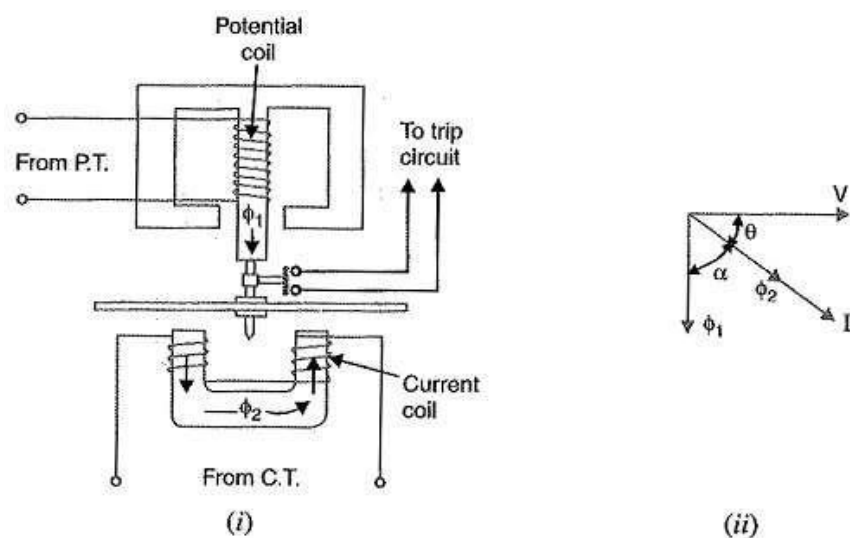 Potential
coil
To trip
circuit
From P.T.
ϕ₁
V
θ
α
ϕ₂
I
ϕ₁
ϕ₂
Current
coil
From C.T.
(i)
(ii)